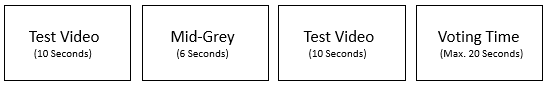 Test Video
(10 Seconds)
Mid-Grey
(6 Seconds)
Test Video
(10 Seconds)
Voting Time
(Max. 20 Seconds)